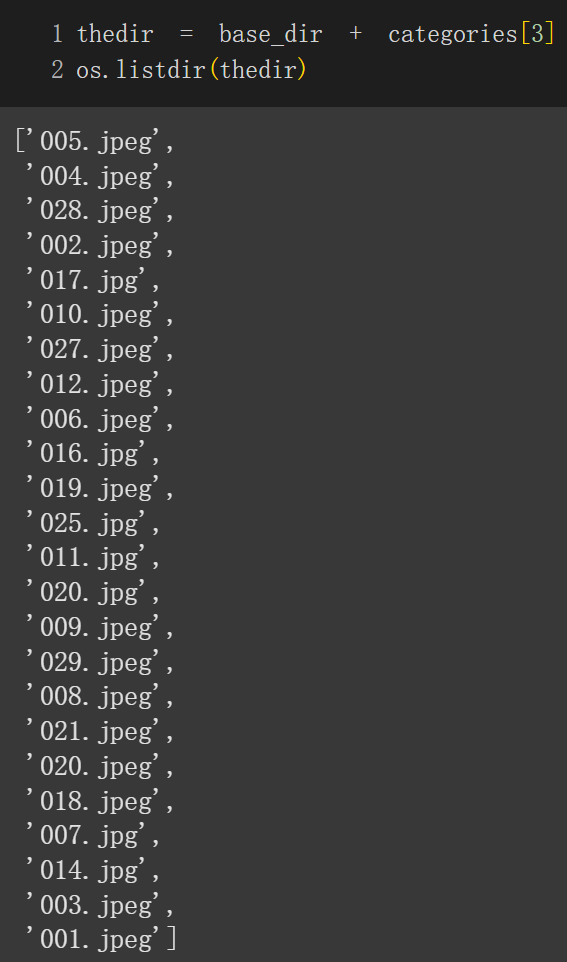 1 thedir = base_dir + categories[3]
2 os.listdir(thedir)
['005.jpeg',
'004.jpeg',
'028.jpeg',
'002.jpeg',
'017.jpg',
'010.jpeg',
'027.jpeg',
'012.jpeg',
'006.jpeg',
'016.jpg',
'019.jpeg',
'025.jpg',
'011.jpg',
'020.jpg',
'009.jpeg',
'029.jpeg',
'008.jpeg',
'021.jpeg',
'020.jpeg',
'018.jpeg',
'007.jpg',
'014.jpg',
'003.jpeg',
'001.jpeg']